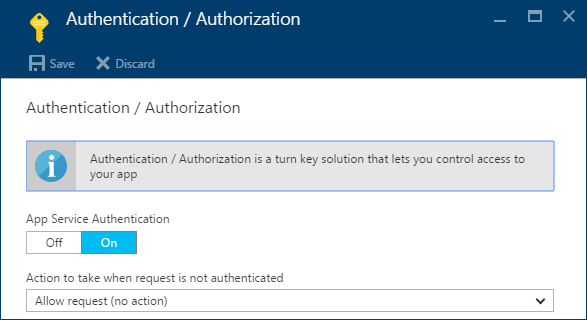 Authentication / Authorization
Save Discard
Authentication / Authorization
Authentication / Authorization is a turn key solution that lets you control access to
your app
App Service Authentication
Off On
Action to take when request is not authenticated
Allow request (no action)